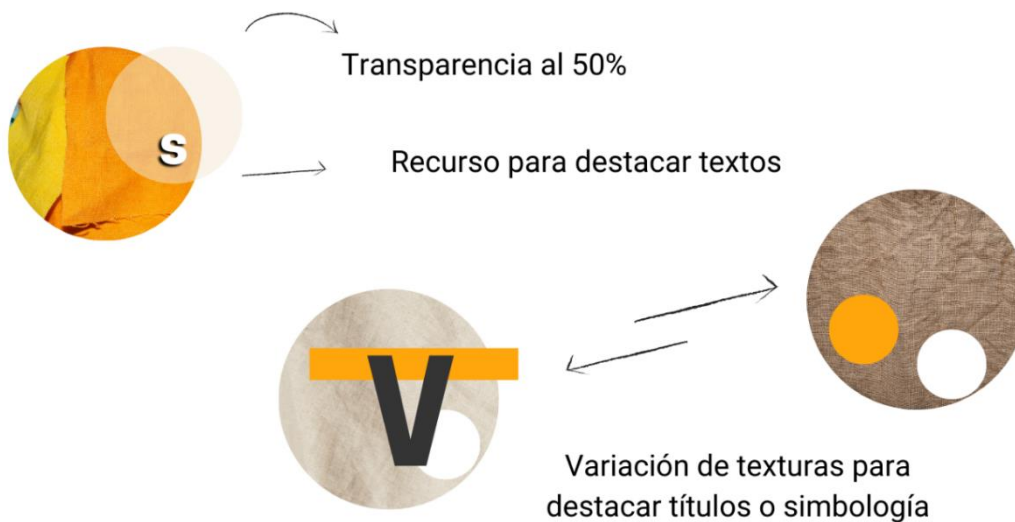 Transparencia al 50%
s
Recurso para destacar textos
V
Variación de texturas para
destacar títulos o simbología